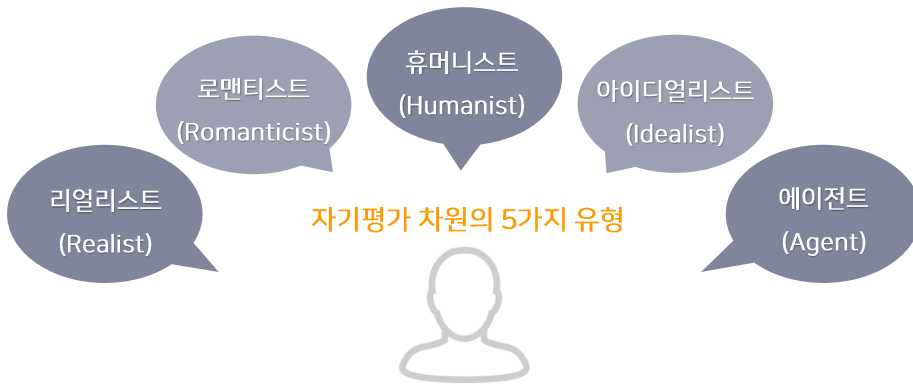 리얼리스트
(Realist)
로맨티스트
(Romanticist)
휴머니스트
(Humanist)
아이디얼리스트
(Idealist)
에이전트
(Agent)
자기평가 차원의 5가지 유형